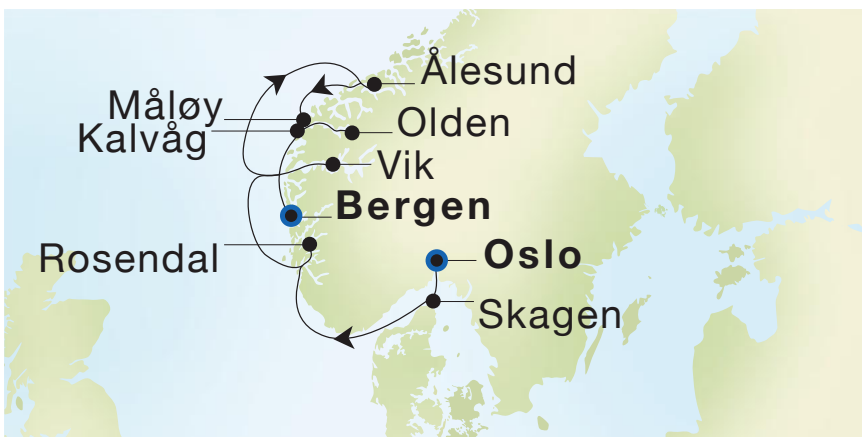 Ålesund
Måløy
Kalvåg
Olden
Vik
Bergen
Rosendal
Oslo
Skagen